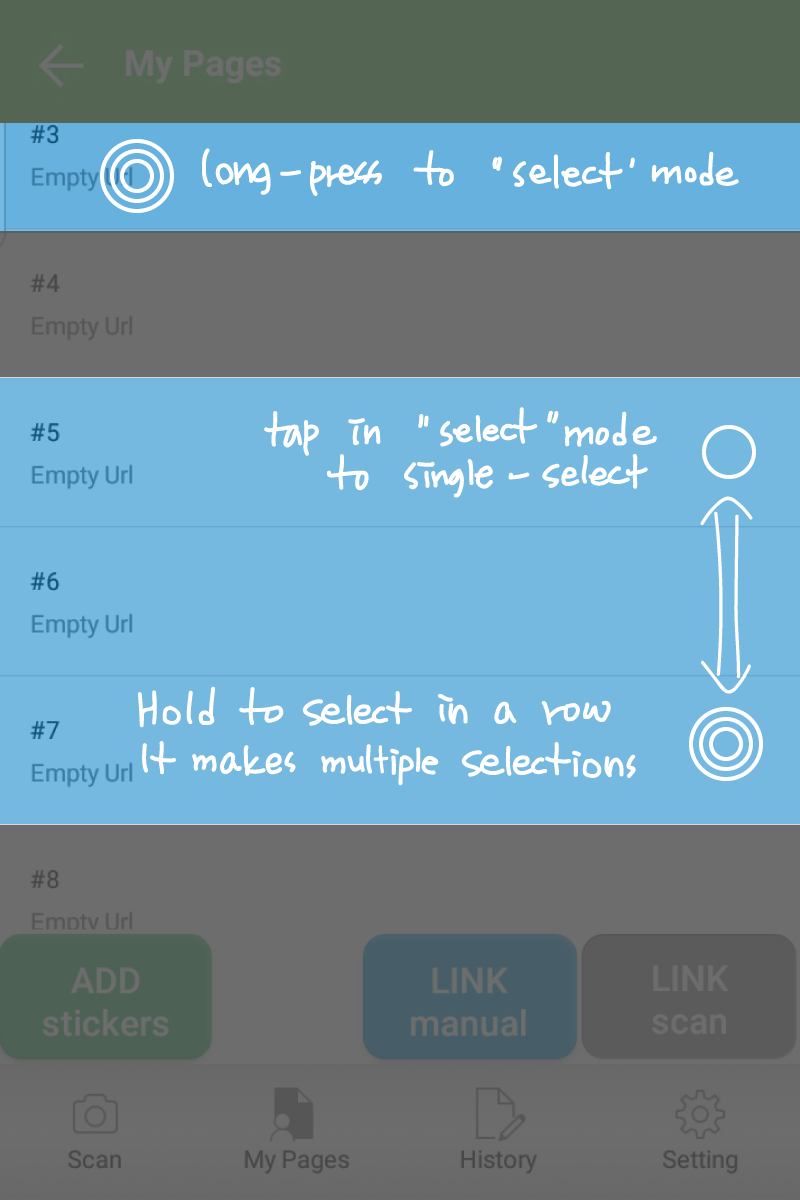 My Pages
#3
Empty Url
long-press to "select' mode
#4
Empty Url
#5
Empty Url
tap in "select" mode
to single-select
#6
Empty Url
Hold to select in a row
#7
It makes multiple selections
Empty Url
#8
Empty Url
ADD
stickers
LINK
manual
LINK
scan
Scan
My Pages
History
Setting